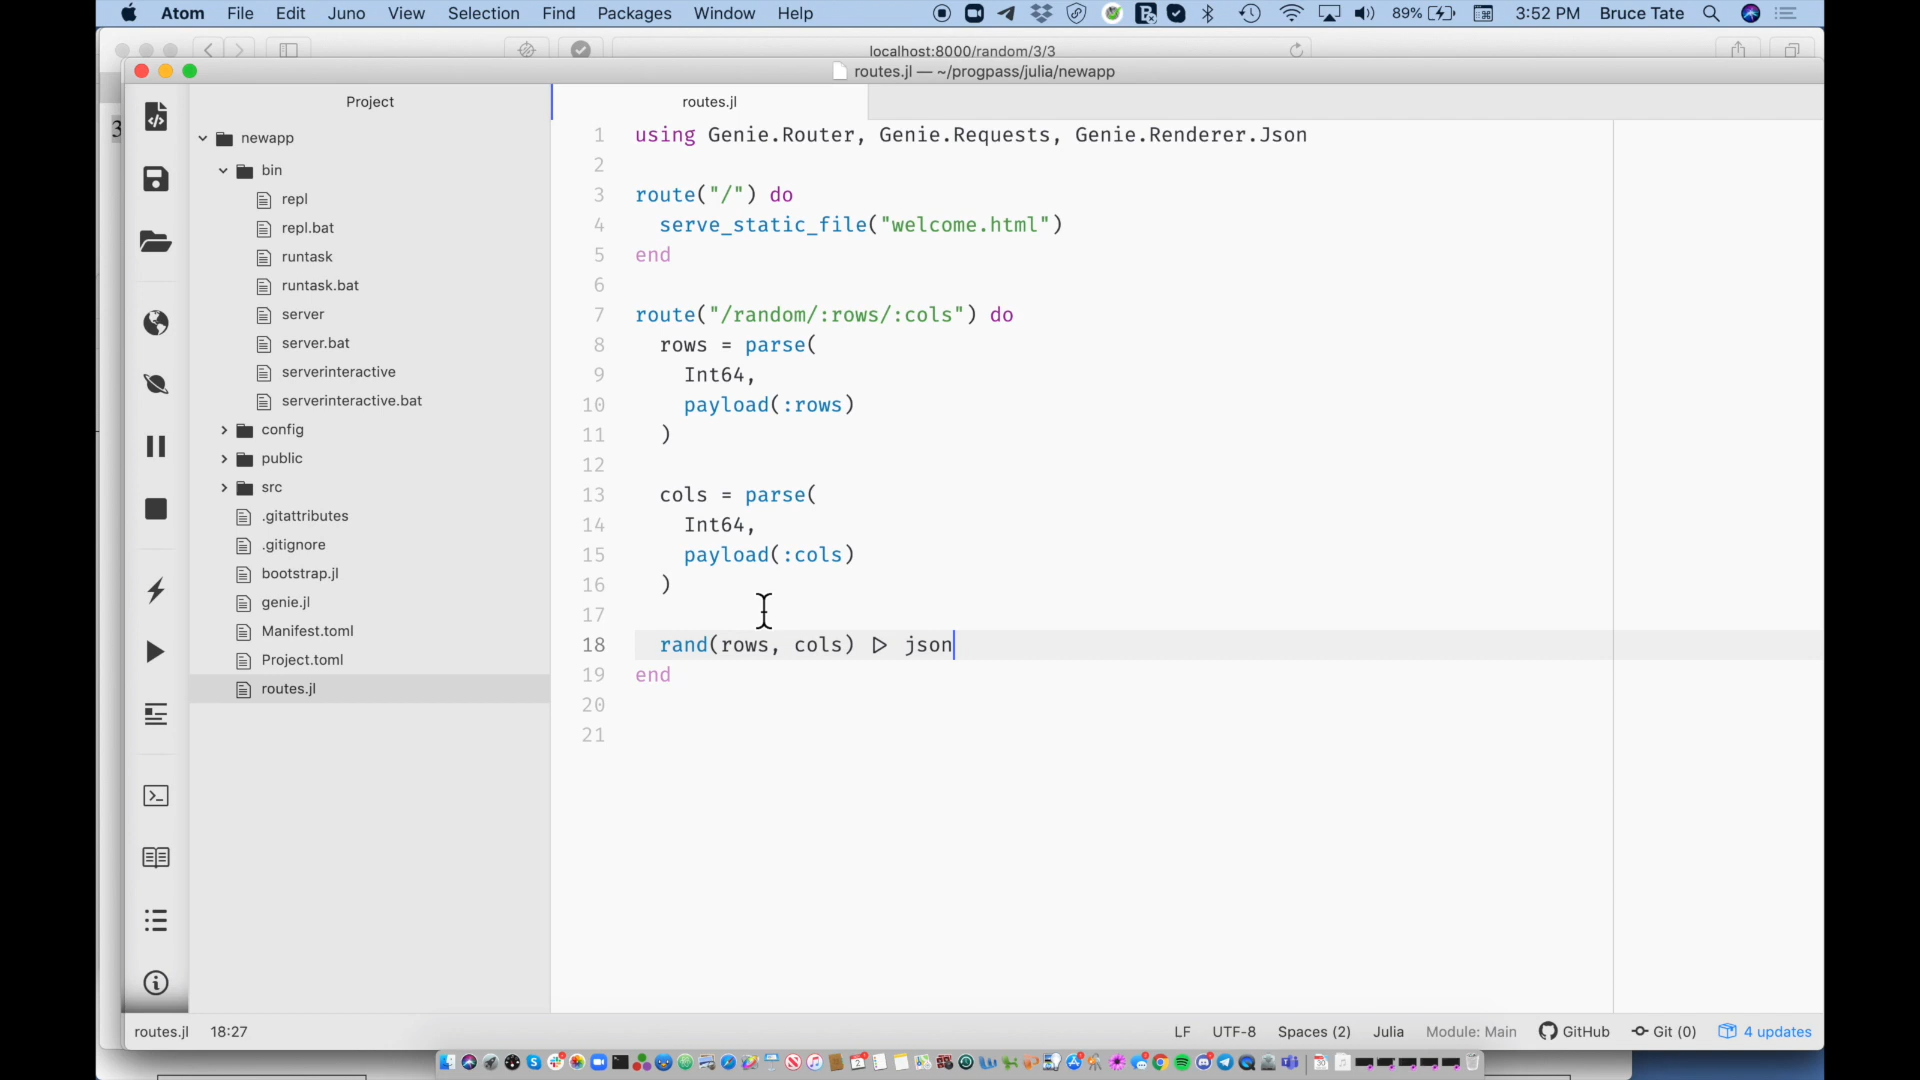 Atom File Edit Juno View Selection Find Packages Window Help 89% 3:52 PM Bruce Tate
localhost:8000/random/3/3
routes.jl — ~/progpass/julia/newapp
Project
routes.jl
3
newapp
bin
repl
repl.bat
runtask
runtask.bat
server
server.bat
serverinteractive
serverinteractive.bat
config
public
src
.gitattributes
.gitignore
bootstrap.jl
genie.jl
Manifest.toml
Project.toml
routes.jl
1 using Genie.Router, Genie.Requests, Genie.Renderer.Json
2
3 route("/") do
4 serve_static_file("welcome.html")
5 end
6
7 route("/random/:rows/:cols") do
8 rows = parse(
9 Int64,
10 payload(:rows)
11 )
12
13 cols = parse(
14 Int64,
15 payload(:cols)
16 )
17
18 rand(rows, cols) ▷ json
19 end
20
21
routes.jl 18:27 LF UTF-8 Spaces (2) Julia Module: Main GitHub Git (0) 4 updates